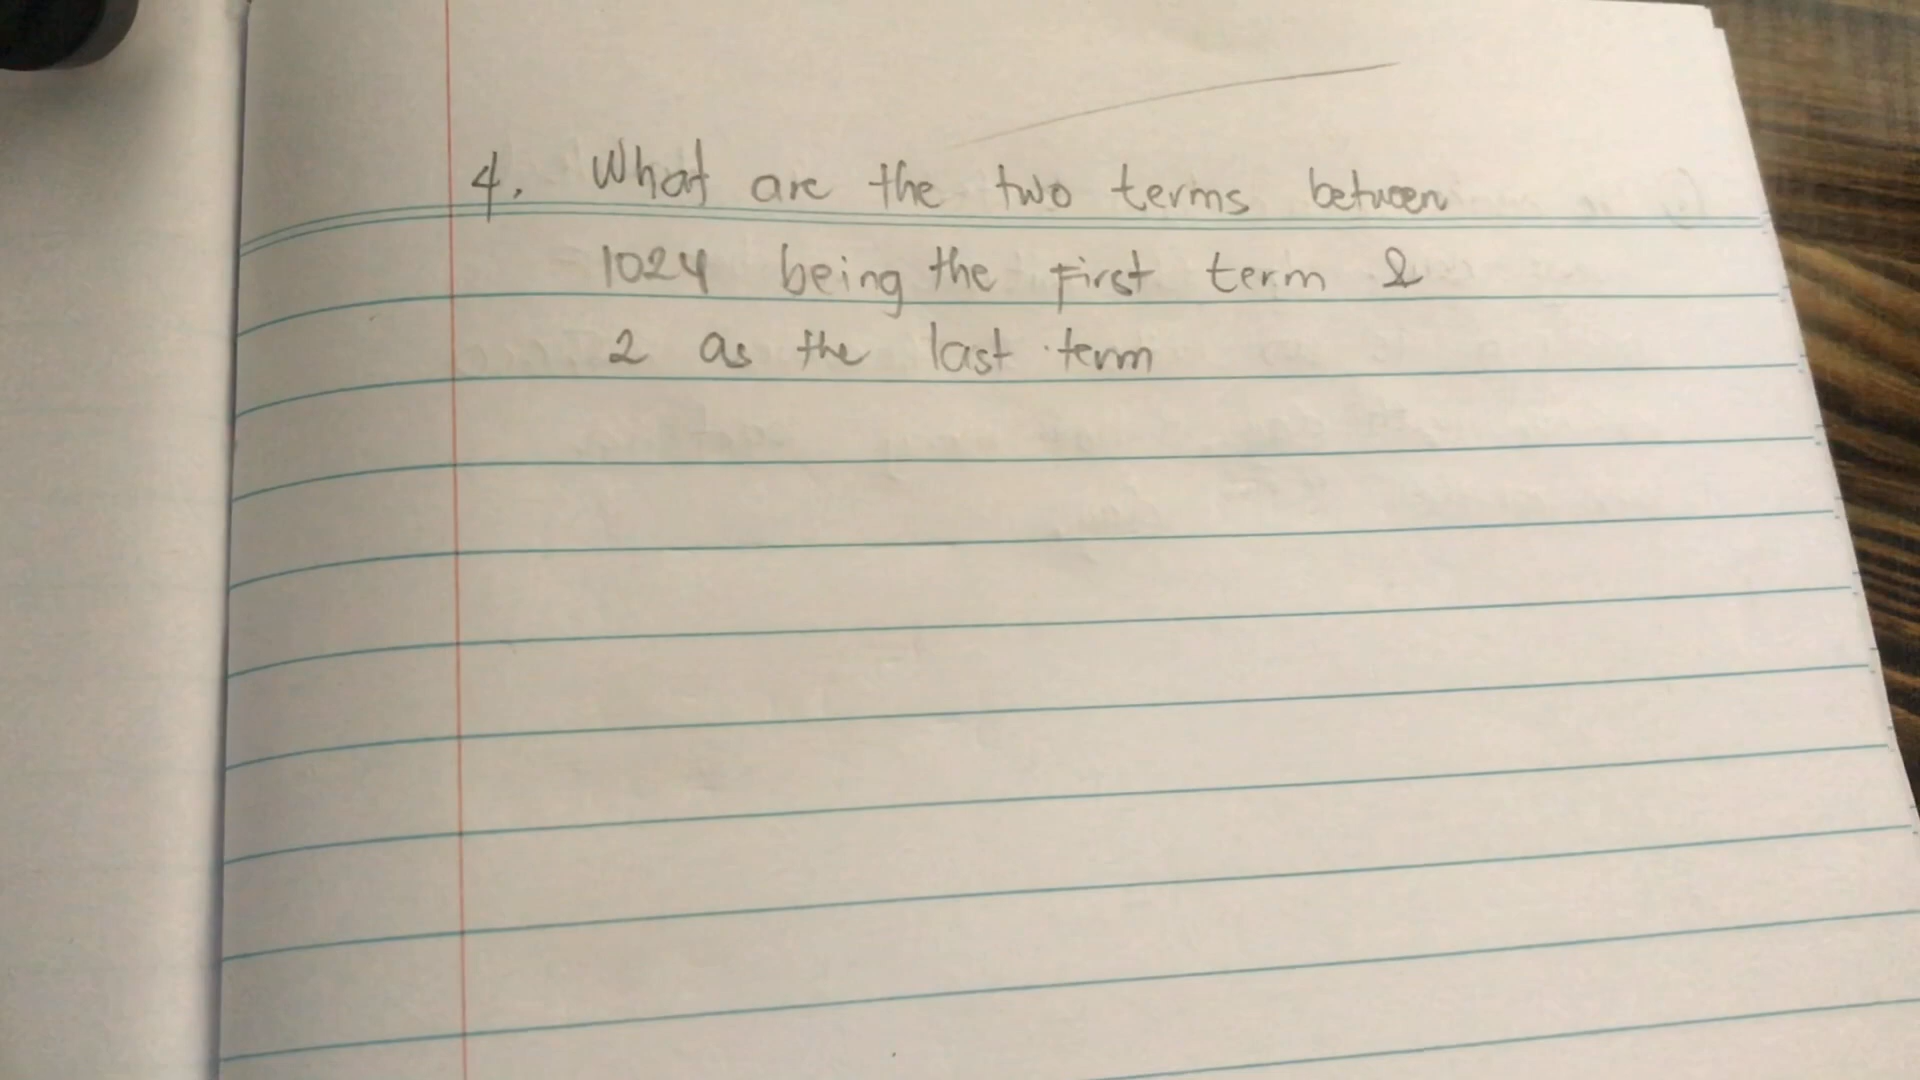 4. What are the two terms between
1024 being the first term &
2 as the last term